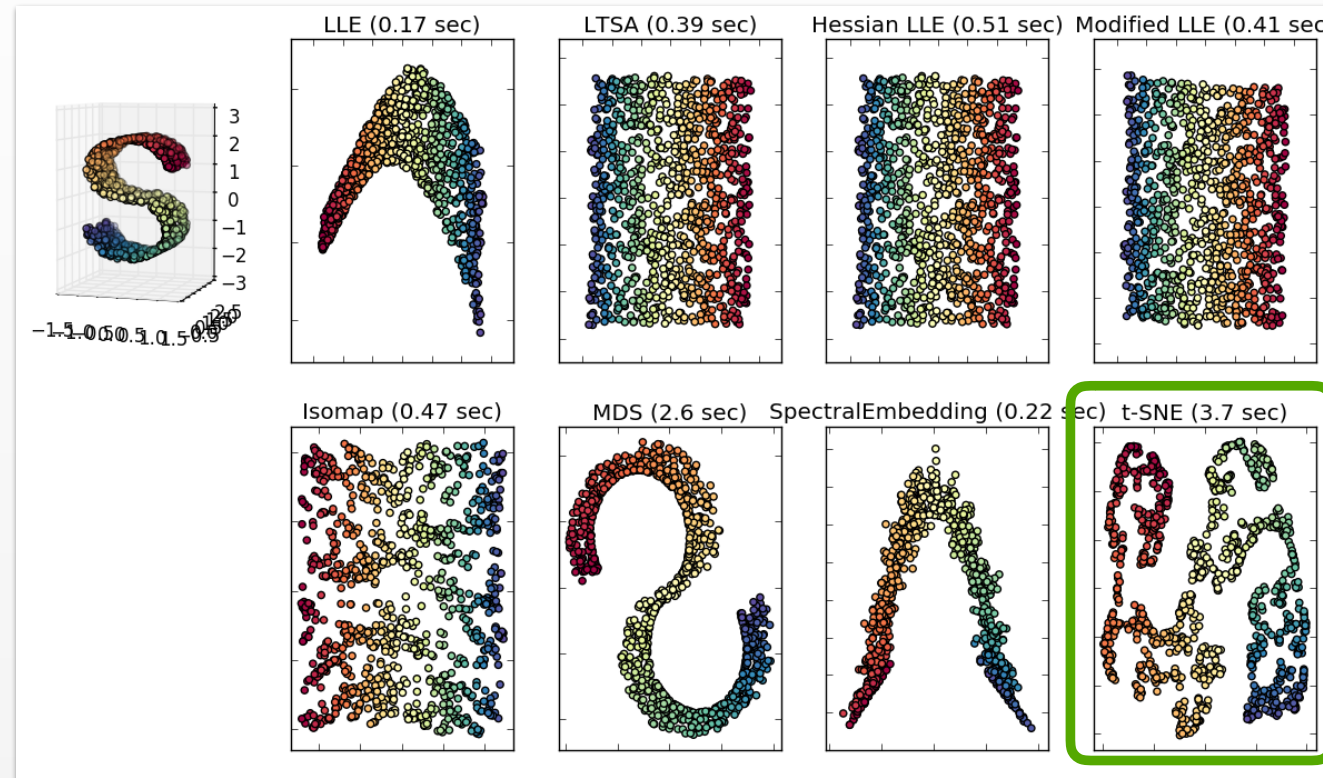 LLE (0.17 sec)
LTSA (0.39 sec)
Hessian LLE (0.51 sec)
Modified LLE (0.41 sec
3
2
1
0
−1
−2
−3
Isomap (0.47 sec)
MDS (2.6 sec)
SpectralEmbedding (0.22 sec)
t-SNE (3.7 sec)